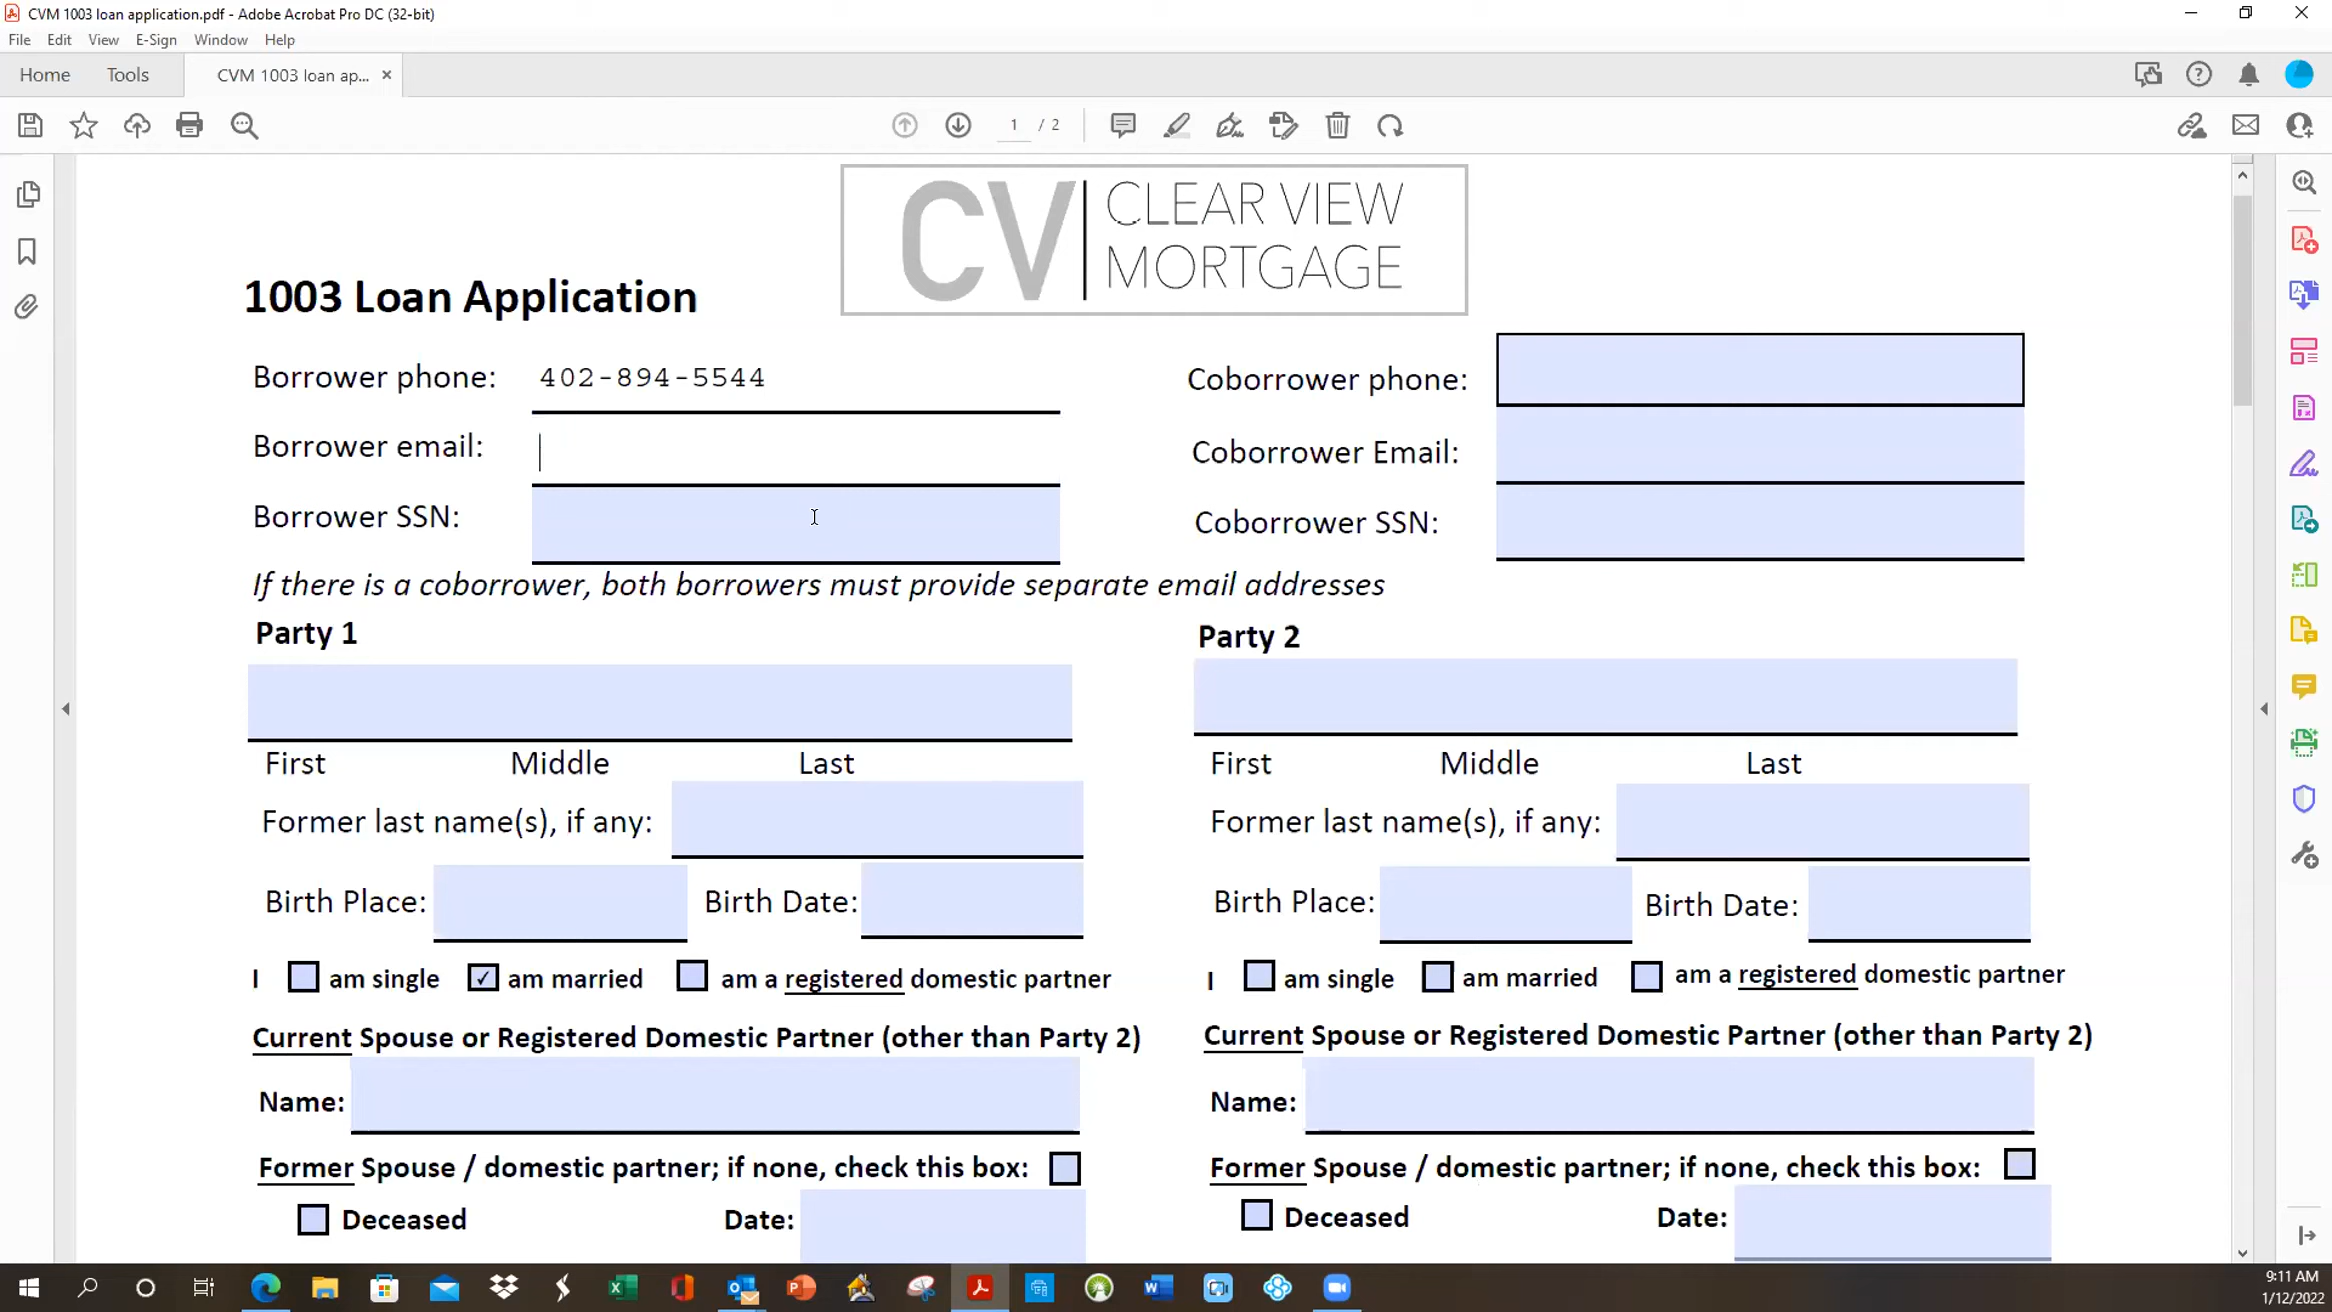 CVM 1003 loan application.pdf - Adobe Acrobat Pro DC (32-bit)
File Edit View E-Sign Window Help
Home Tools CVM 1003 loan ap... ×
1 / 2
CV CLEAR VIEW
MORTGAGE
1003 Loan Application
Borrower phone: 402-894-5544 Coborrower phone:
Borrower email: Coborrower Email:
Borrower SSN: Coborrower SSN:
If there is a coborrower, both borrowers must provide separate email addresses
Party 1 Party 2
First Middle Last First Middle Last
Former last name(s), if any: Former last name(s), if any:
Birth Place: Birth Date: Birth Place: Birth Date:
I am single ✓ am married am a registered domestic partner I am single am married am a registered domestic partner
Current Spouse or Registered Domestic Partner (other than Party 2) Current Spouse or Registered Domestic Partner (other than Party 2)
Name: Name:
Former Spouse / domestic partner; if none, check this box: Former Spouse / domestic partner; if none, check this box:
Deceased Date: Deceased Date:
9:11 AM
1/12/2022